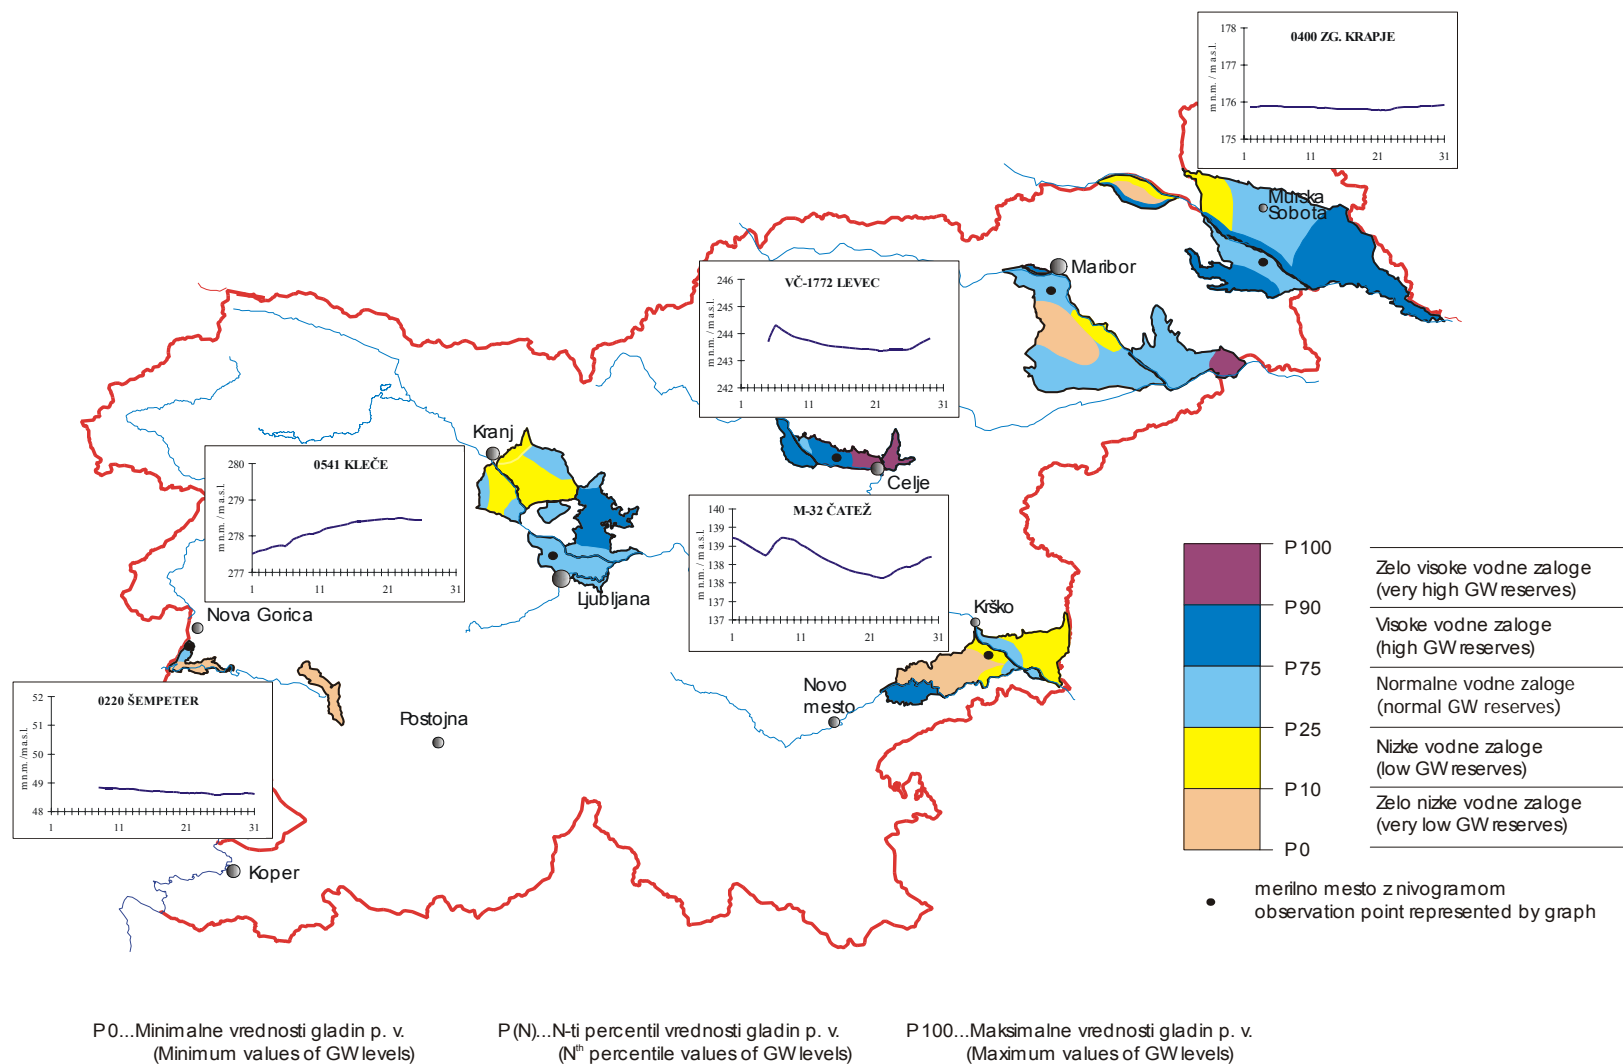 0400 ZG. KRAPJE
m n.m. / m a.s.l.
178
177
176
175
1 11 21 31
Murska
Sobota
Maribor
VČ-1772 LEVEC
m n.m. / m a.s.l.
246
245
244
243
242
1 11 21 31
Kranj
Celje
0541 KLEČE
m n.m. / m a.s.l.
280
279
278
277
1 11 21 31
M-32 ČATEŽ
m n.m. / m a.s.l.
140
139
139
138
138
137
137
1 11 21 31
Ljubljana
Nova Gorica
Krško
Novo
mesto
Postojna
0220 ŠEMPETER
m n.m. / m a.s.l.
52
51
50
49
48
1 11 21 31
Koper
P100
Zelo visoke vodne zaloge
(very high GW reserves)
P90
Visoke vodne zaloge
(high GW reserves)
P75
Normalne vodne zaloge
(normal GW reserves)
P25
Nizke vodne zaloge
(low GW reserves)
P10
Zelo nizke vodne zaloge
(very low GW reserves)
P0
merilno mesto z nivogramom
observation point represented by graph
P0...Minimalne vrednosti gladin p. v.
(Minimum values of GW levels)
P(N)...N-ti percentil vrednosti gladin p. v.
(Nth percentile values of GW levels)
P100...Maksimalne vrednosti gladin p. v.
(Maximum values of GW levels)